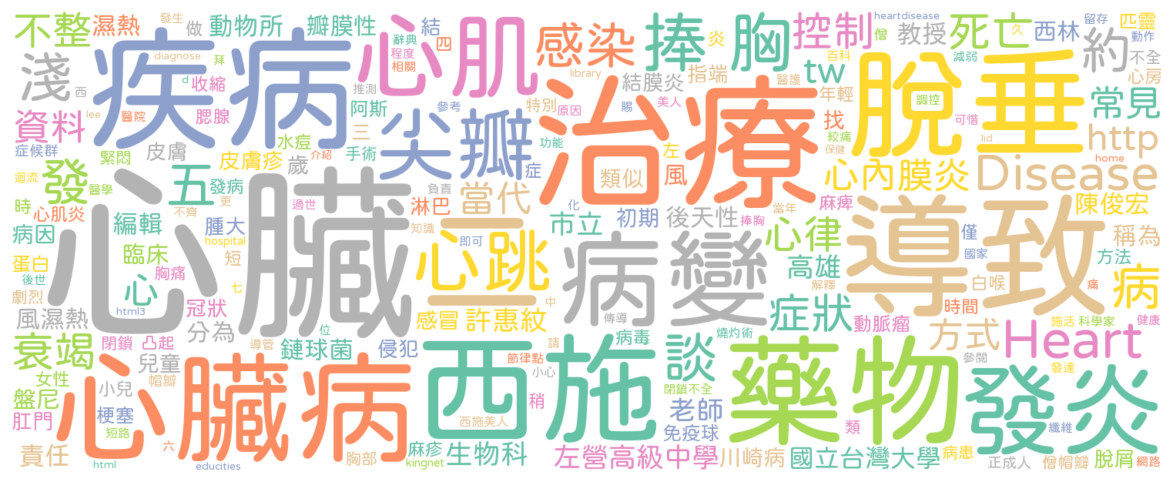 疾病
心肌
治療
脫垂
心臟
導致
病變
心臟病
西施
藥物
發炎
尖瓣
心跳
捧
胸
感染
控制
死亡
約
不整
淺
資料
發
五
一
談
Disease
Heart
http
tw
心內膜炎
常見
病
症狀
心律
方式
衰竭
當代
濕熱
做
發生
動物所
瓣膜性
結
辭典
程度
相關
四
炎
指端
library
結膜炎
教授
西林
年輕
百科
醫護
僧
heartdisease
留存
匹靈
動作
久
減弱
不全
心房
調控
可惜
絞痛
保健
找
lid
home
陳俊宏
稱為
方法
diagnose
d
拜
收縮
推測
阿斯
腮腺
西
lee
醫院
症候群
緊悶
水痘
三
手術
參考
特別
原因
功能
賜
美人
左
風
類似
症
皮膚
皮膚疹
歲
介紹
迴流
醫學
時
心肌炎
編輯
不齊
更
發病
過世
負責
淋巴
知識
病因
臨床
腫大
hospital
短
七
蛋白
後世
劇烈
胸痛
心
html3
冠狀
風濕熱
分為
位
導管
感冒
許惠紋
即可
中
請
化
市立
初期
後天性
麻痺
當年
捧胸
高雄
傳導
病毒
燒灼術
解釋
僅
國家
白喉
痛
時間
動脈瘤
施活
科學家
健康
閉鎖
凸起
鏈球菌
侵犯
節律點
小心
女性
兒童
帽瓣
小兒
盤尼
肛門
梗塞
短路
責任
html
六
educities
胸部
麻疹
kingnet
西施美人
稍
生物科
閉鎖不全
老師
免疫球
類
左營高級中學
川崎病
國立台灣大學
病患
正成人
僧帽瓣
脫屑
網路
纖維
參閱
發達